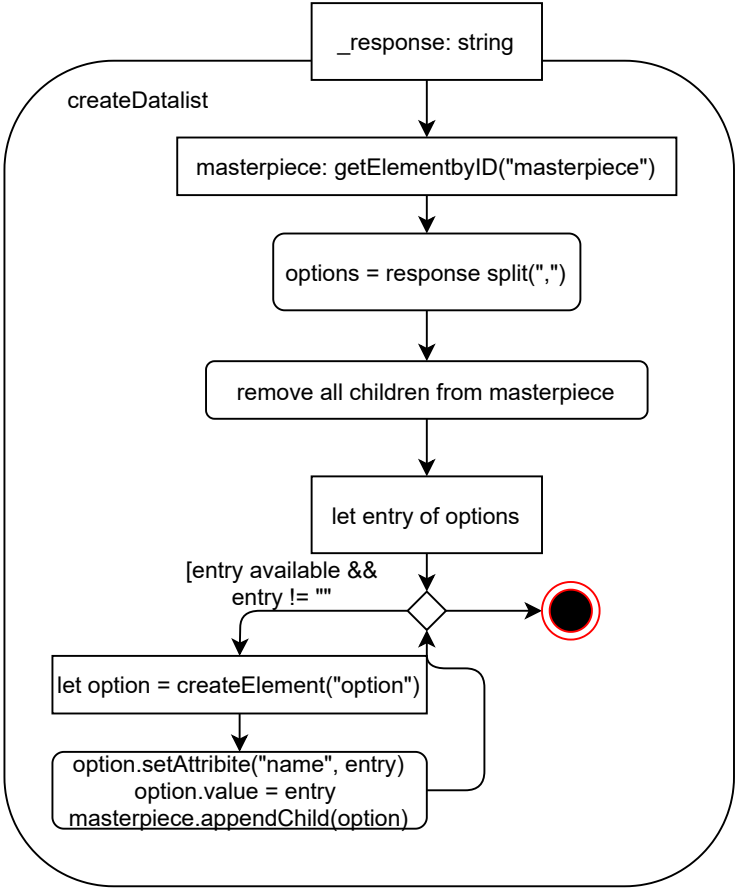 _response: string
createDatalist
masterpiece: getElementbyID("masterpiece")
options = response split(",")
remove all children from masterpiece
let entry of options
[entry available &&
entry != ""
let option = createElement("option")
option.setAttribite("name", entry)
option.value = entry
masterpiece.appendChild(option)